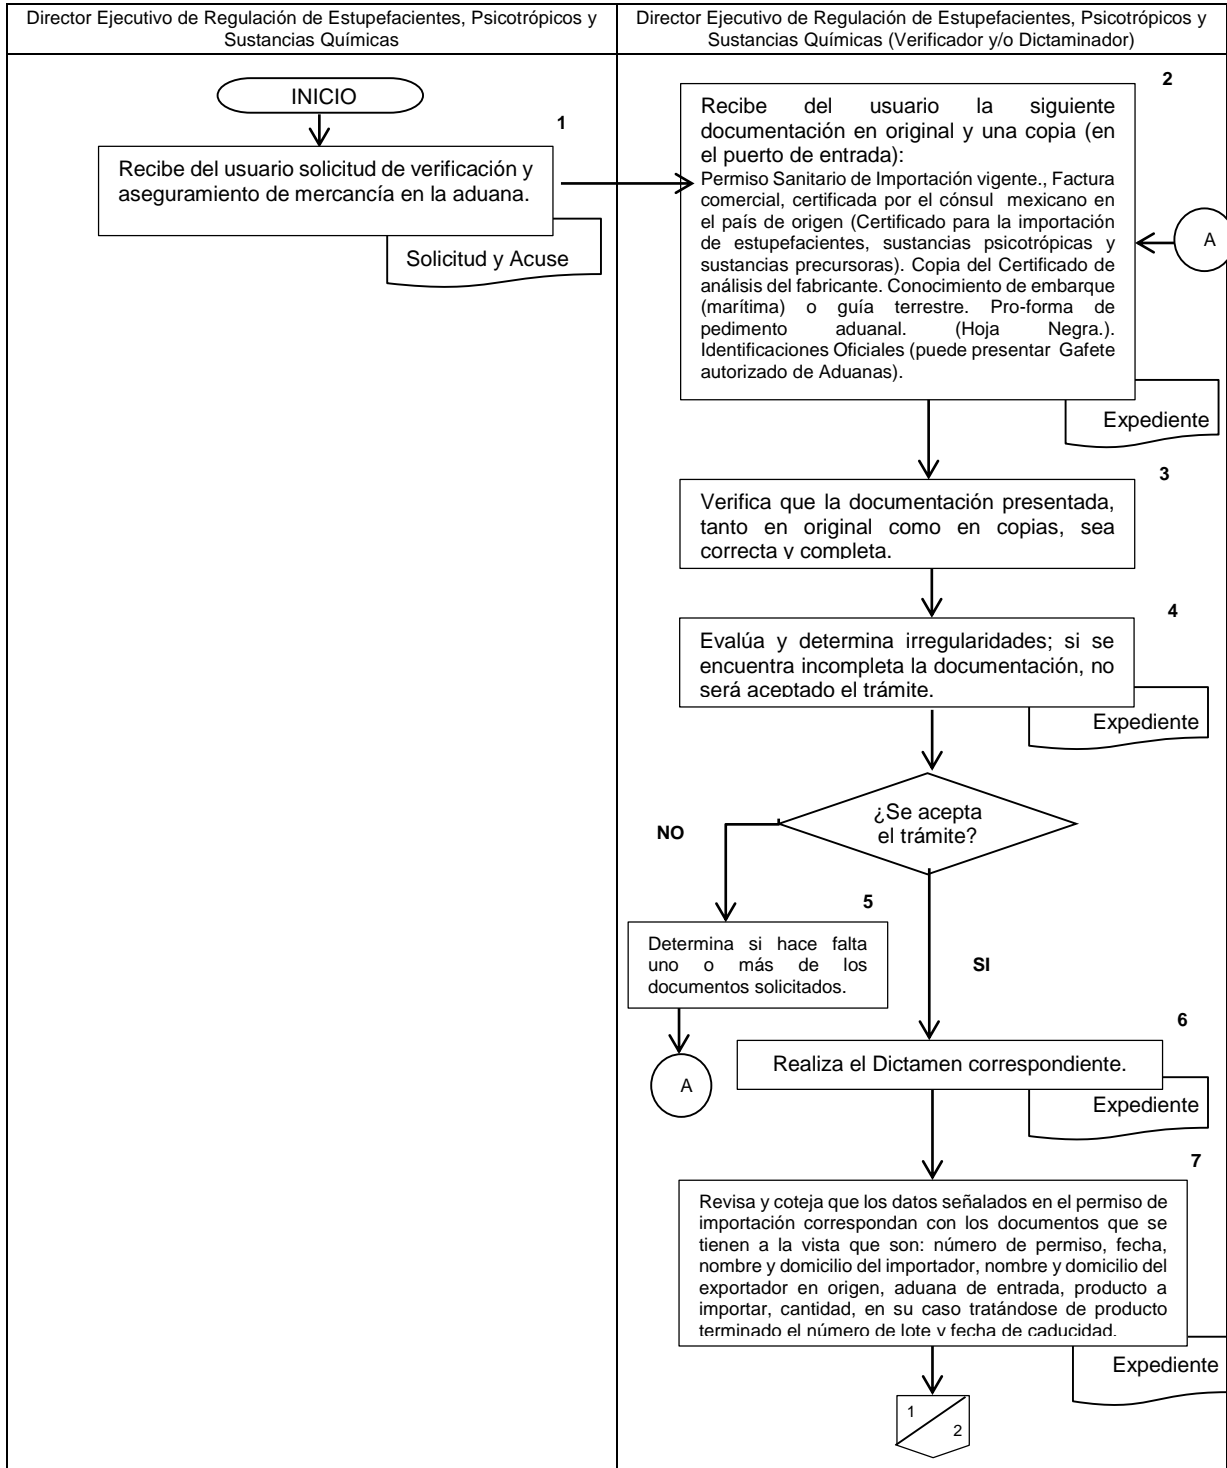 Director Ejecutivo de Regulación de Estupefacientes, Psicotrópicos y
Sustancias Químicas
Director Ejecutivo de Regulación de Estupefacientes, Psicotrópicos y
Sustancias Químicas (Verificador y/o Dictaminador)
INICIO
1
Recibe del usuario solicitud de verificación y
aseguramiento de mercancía en la aduana.
Solicitud y Acuse
2
Recibe del usuario la siguiente
documentación en original y una copia (en
el puerto de entrada):
Permiso Sanitario de Importación vigente., Factura
comercial, certificada por el cónsul mexicano en
el país de origen (Certificado para la importación
de estupefacientes, sustancias psicotrópicas y
sustancias precursoras). Copia del Certificado de
análisis del fabricante. Conocimiento de embarque
(marítima) o guía terrestre. Pro-forma de
pedimento aduanal. (Hoja Negra.).
Identificaciones Oficiales (puede presentar Gafete
autorizado de Aduanas).
A
Expediente
3
Verifica que la documentación presentada,
tanto en original como en copias, sea
correcta y completa.
4
Evalúa y determina irregularidades; si se
encuentra incompleta la documentación, no
será aceptado el trámite.
Expediente
¿Se acepta
el trámite?
NO
5
Determina si hace falta
uno o más de los
documentos solicitados.
SI
A
6
Realiza el Dictamen correspondiente.
Expediente
7
Revisa y coteja que los datos señalados en el permiso de
importación correspondan con los documentos que se
tienen a la vista que son: número de permiso, fecha,
nombre y domicilio del importador, nombre y domicilio del
exportador en origen, aduana de entrada, producto a
importar, cantidad, en su caso tratándose de producto
terminado el número de lote y fecha de caducidad.
Expediente
1
2